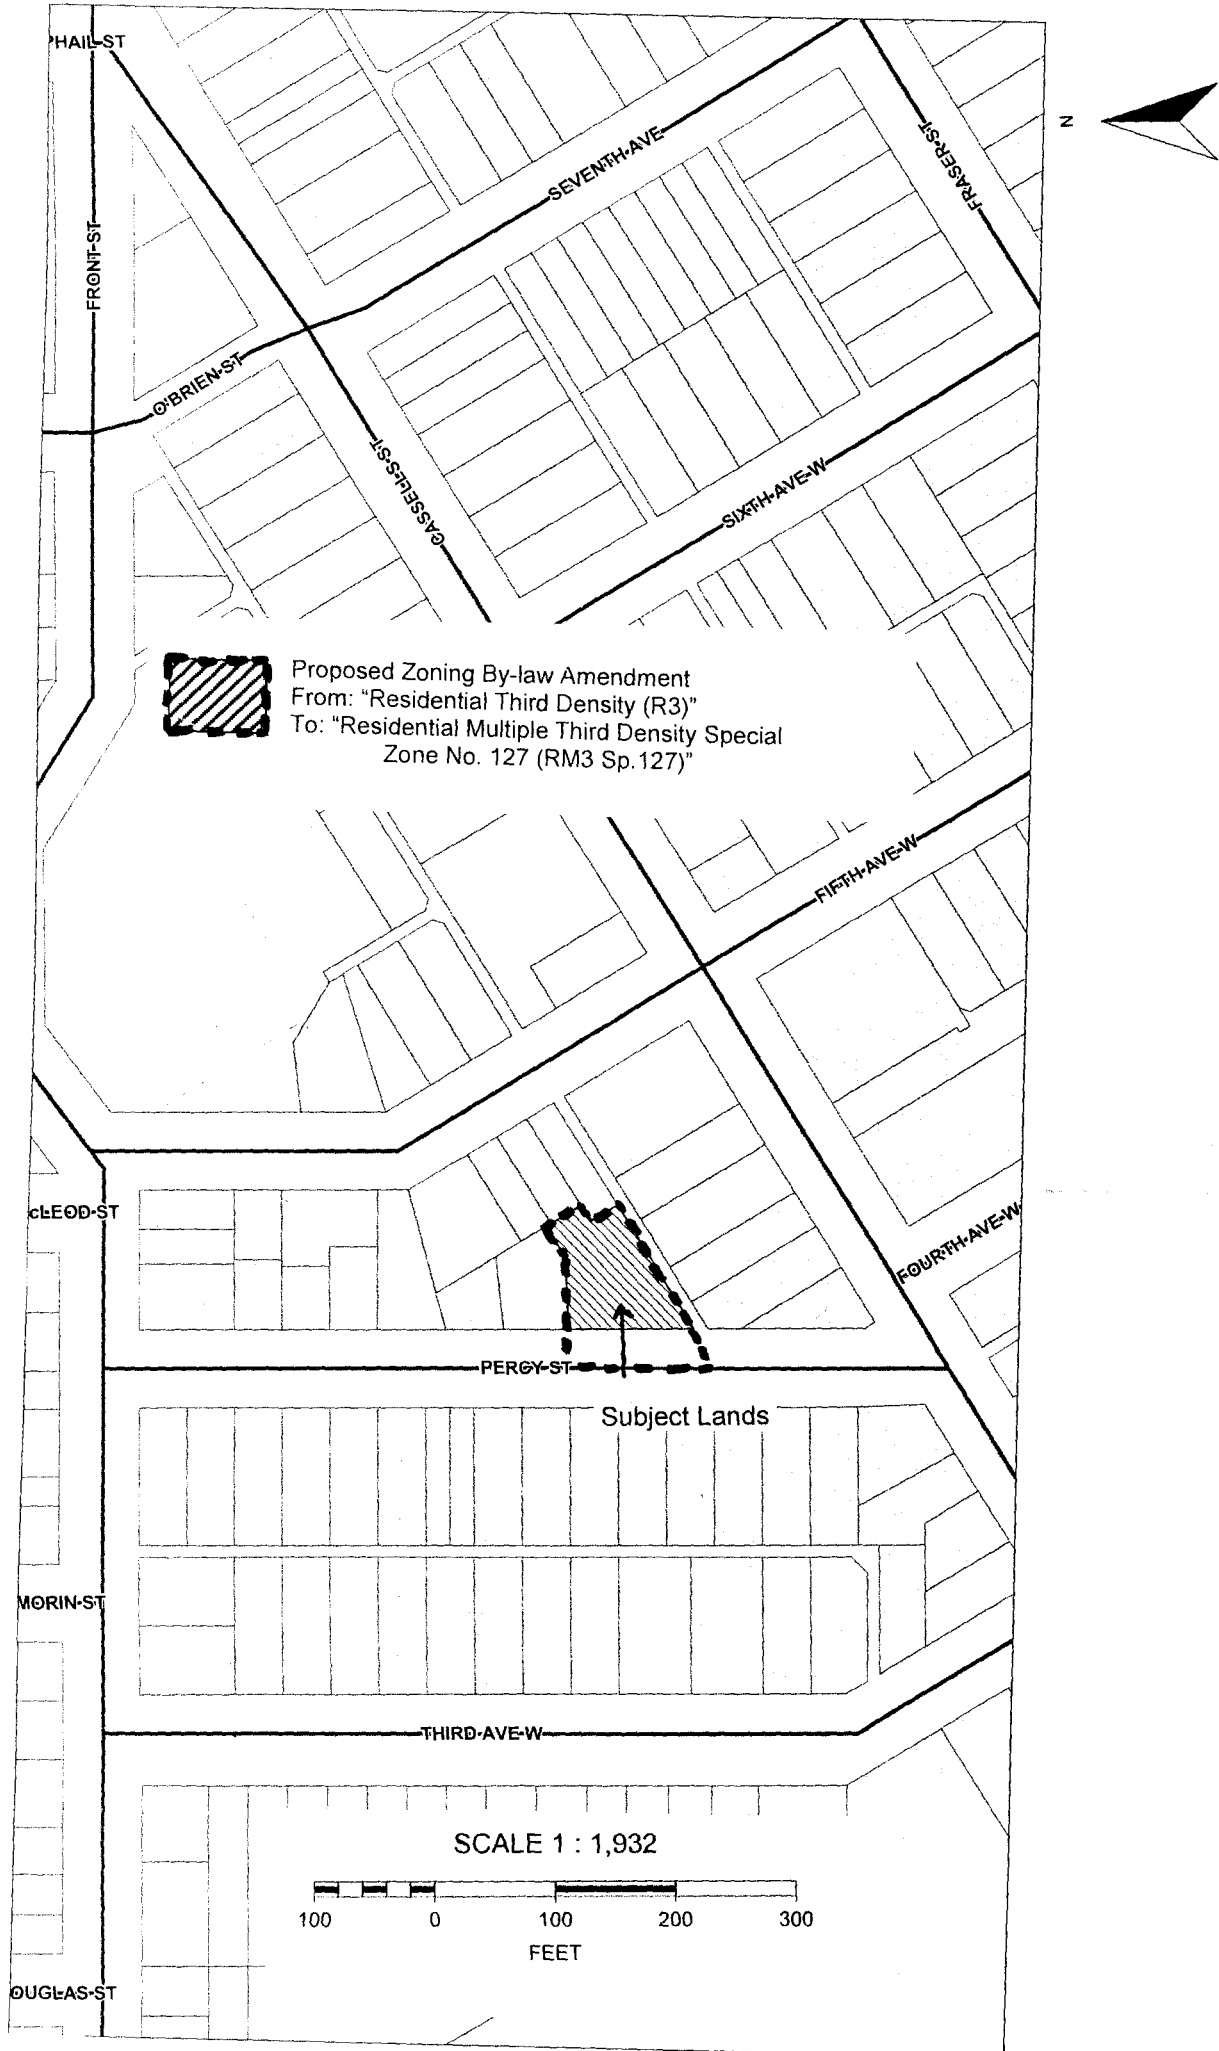 PHAIL ST
FRONT ST
SEVENTH AVE
FRASER ST
N
O'BRIEN ST
CASSELLS ST
SIXTH AVE W
Proposed Zoning By-law Amendment
From: “Residential Third Density (R3)”
To: “Residential Multiple Third Density Special
Zone No. 127 (RM3 Sp.127)”
FIFTH AVE W
cLEOD ST
FOURTH AVE W
PERCY ST
Subject Lands
MORIN ST
THIRD AVE W
SCALE 1 : 1,932
100 0 100 200 300
FEET
OUGLAS ST